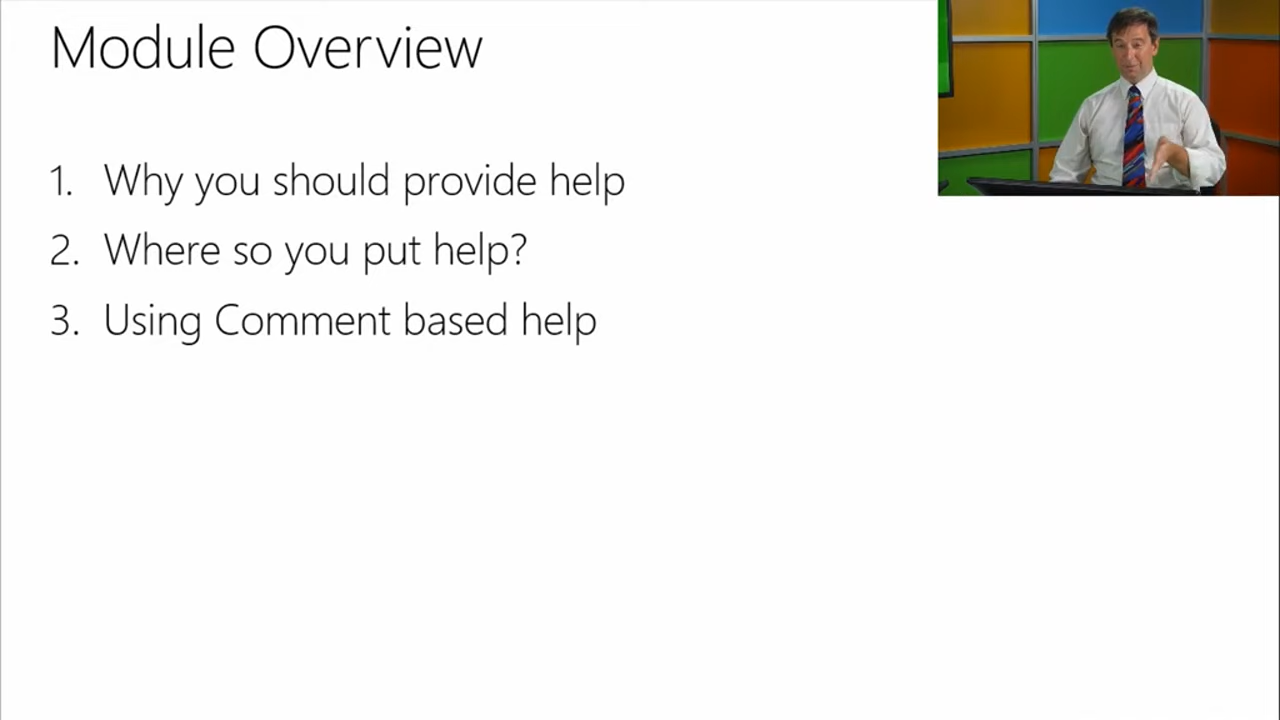 Module Overview
1. Why you should provide help
2. Where so you put help?
3. Using Comment based help